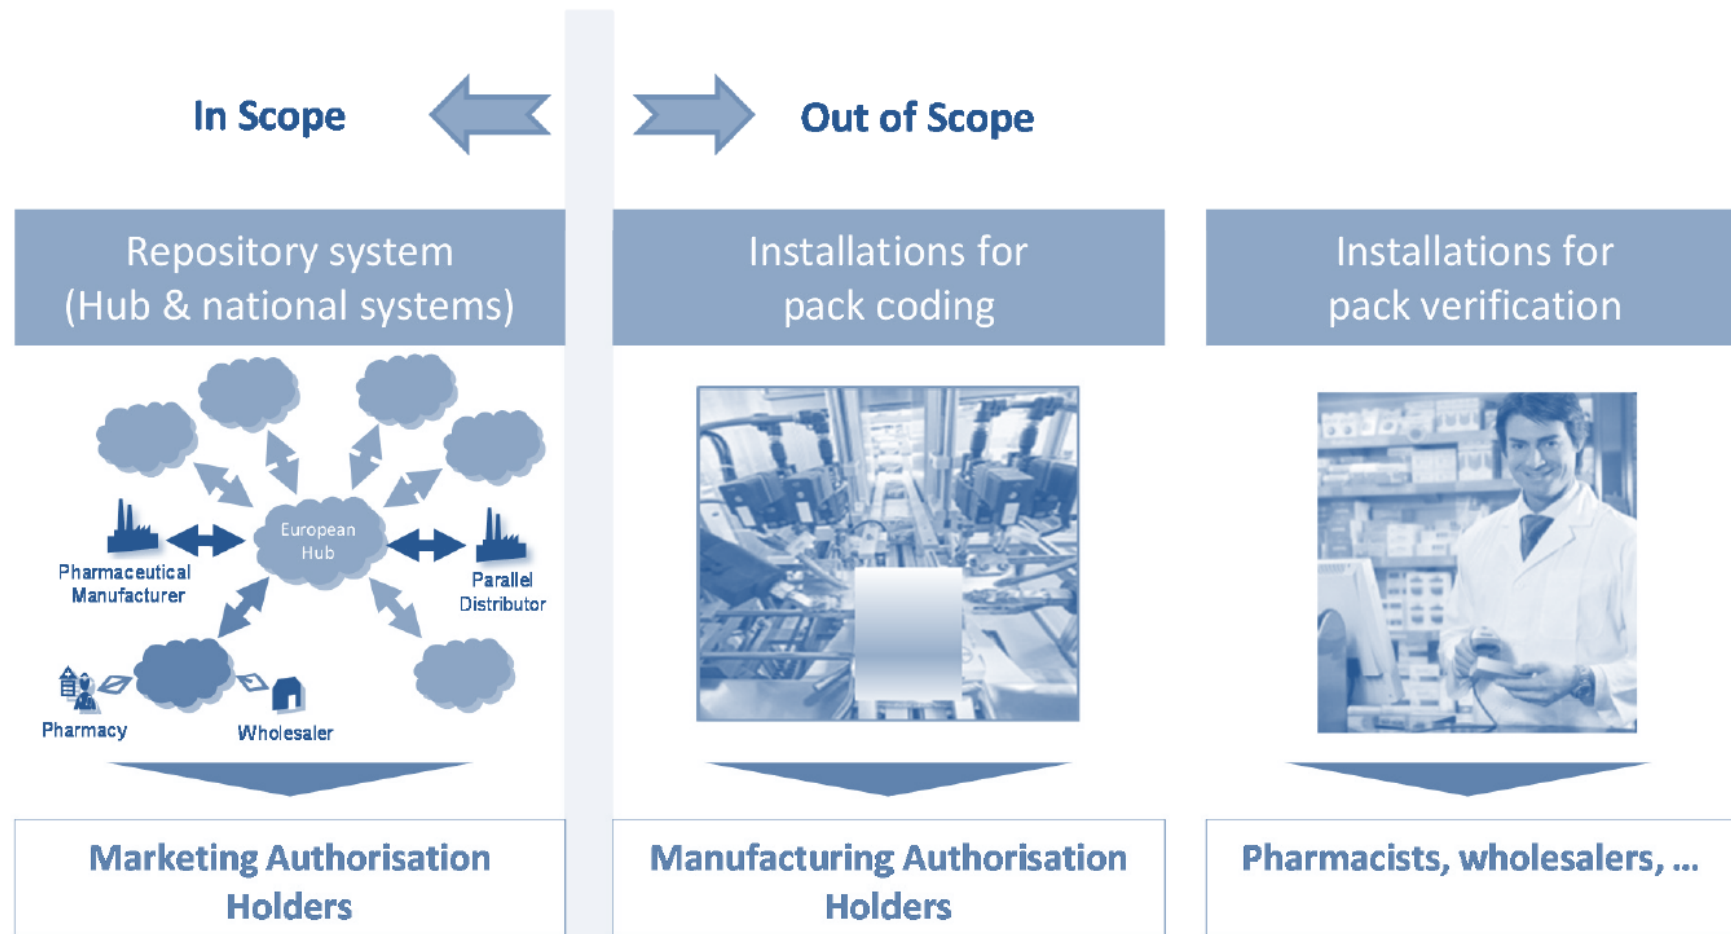 In Scope
Out of Scope
Repository system
(Hub & national systems)
Installations for
pack coding
Installations for
pack verification
European
Hub
Pharmaceutical
Manufacturer
Parallel
Distributor
Pharmacy
Wholesaler
Marketing Authorisation
Holders
Manufacturing Authorisation
Holders
Pharmacists, wholesalers, ...